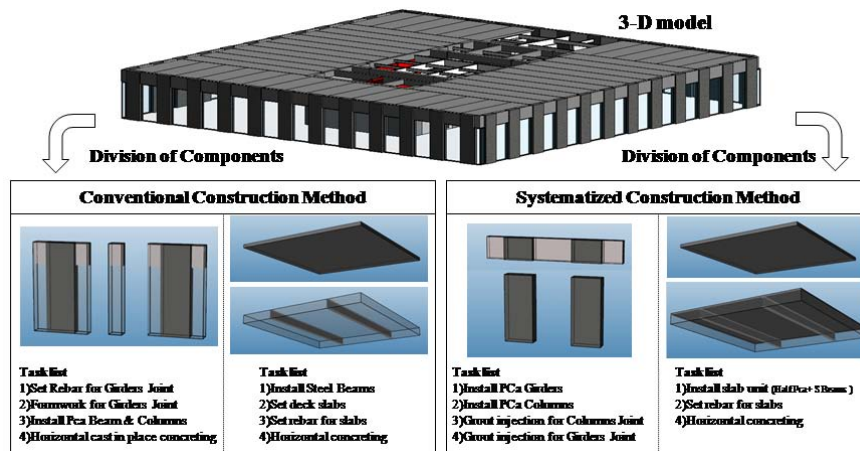 3-D model
Division of Components
Division of Components
Conventional Construction Method
Task list
1)Set Rebar for Girders Joint
2)Formwork for Girders Joint
3)Install Pca Beam & Columns
4)Horizontal cast in place concreting
Task list
1)Install Steel Beams
2)Set deck slabs
3)Set rebar for slabs
4)Horizontal concreting
Systematized Construction Method
Task list
1)Install PCa Girders
2)Install PCa Columns
3)Grout injection for Columns Joint
4)Grout injection for Girders Joint
Task list
1)Install slab unit (Half Pca+ S Beams )
2)Set rebar for slabs
4)Horizontal concreting